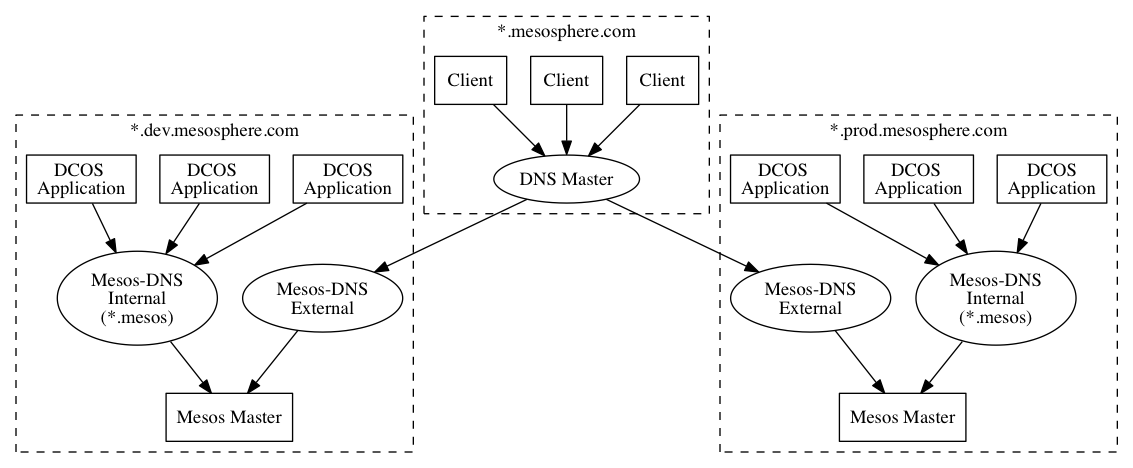 *.mesosphere.com
Client
Client
Client
DNS Master
*.dev.mesosphere.com
DCOS
Application
DCOS
Application
DCOS
Application
Mesos-DNS
Internal
(*.mesos)
Mesos-DNS
External
Mesos Master
*.prod.mesosphere.com
DCOS
Application
DCOS
Application
DCOS
Application
Mesos-DNS
External
Mesos-DNS
Internal
(*.mesos)
Mesos Master